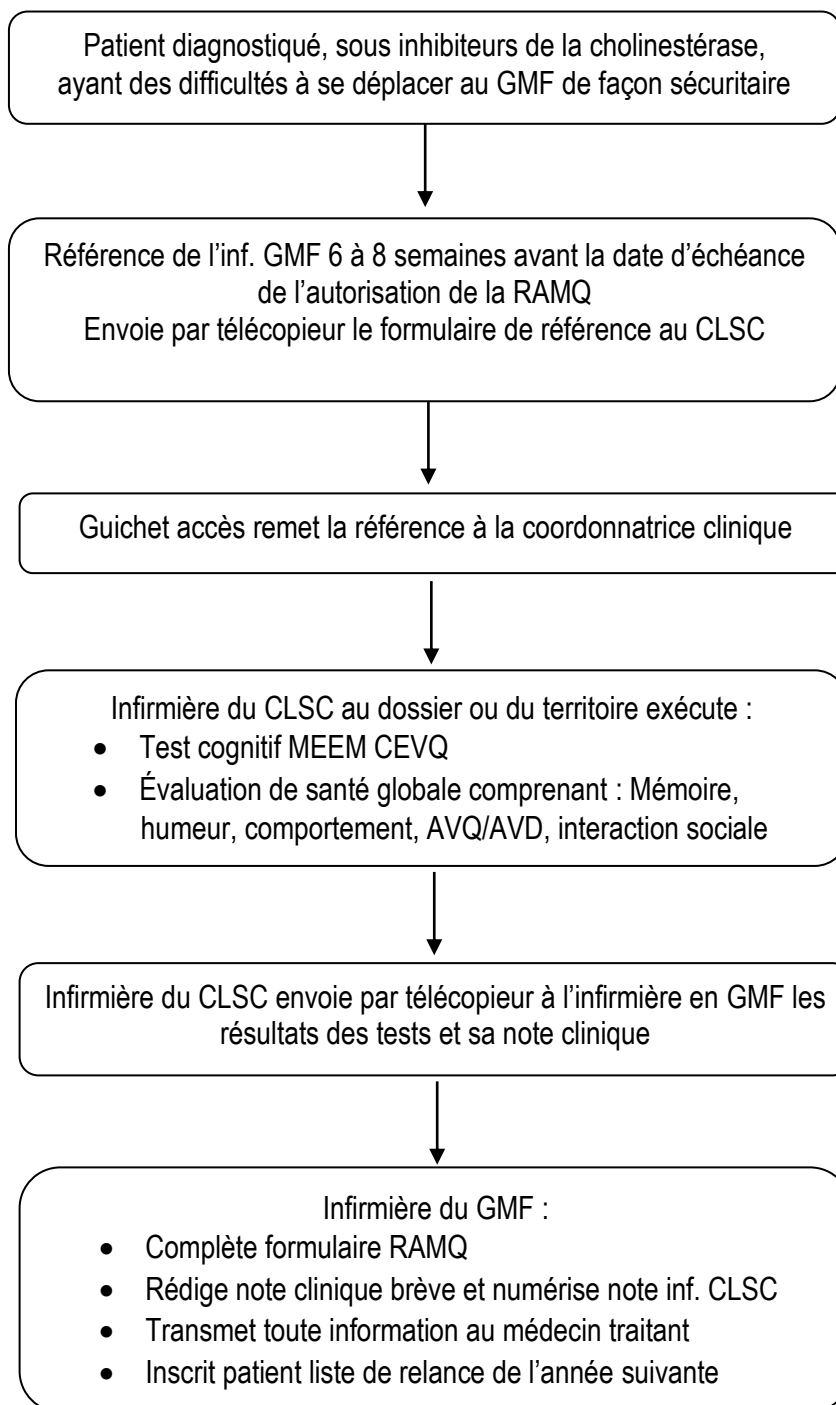 Patient diagnostiqué, sous inhibiteurs de la cholinestérase,
ayant des difficultés à se déplacer au GMF de façon sécuritaire
Référence de l’inf. GMF 6 à 8 semaines avant la date d’échéance
de l’autorisation de la RAMQ
Envoie par télécopieur le formulaire de référence au CLSC
Guichet accès remet la référence à la coordonnatrice clinique
Infirmière du CLSC au dossier ou du territoire exécute :
• Test cognitif MEEM CEVQ
• Évaluation de santé globale comprenant : Mémoire,
humeur, comportement, AVQ/AVD, interaction sociale
Infirmière du CLSC envoie par télécopieur à l’infirmière en GMF les
résultats des tests et sa note clinique
Infirmière du GMF :
• Complète formulaire RAMQ
• Rédige note clinique brève et numérise note inf. CLSC
• Transmet toute information au médecin traitant
• Inscrit patient liste de relance de l’année suivante